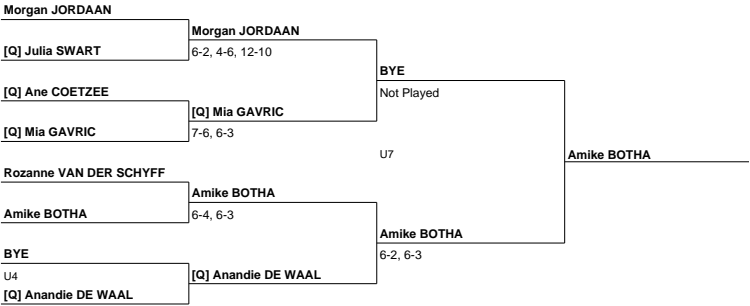 Morgan JORDAAN
Morgan JORDAAN
[Q] Julia SWART
6-2, 4-6, 12-10
BYE
[Q] Ane COETZEE
Not Played
[Q] Mia GAVRIC
[Q] Mia GAVRIC
7-6, 6-3
U7
Amike BOTHA
Rozanne VAN DER SCHYFF
Amike BOTHA
Amike BOTHA
6-4, 6-3
Amike BOTHA
BYE
6-2, 6-3
U4
[Q] Anandie DE WAAL
[Q] Anandie DE WAAL